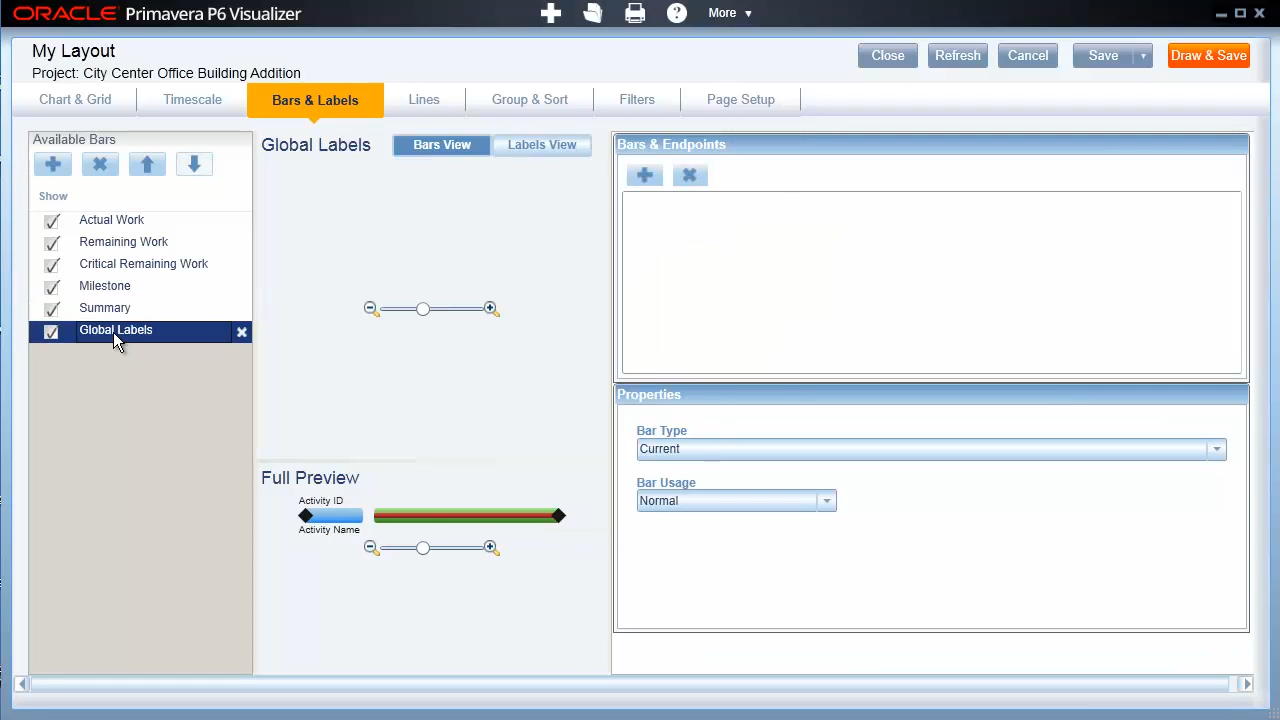 ORACLE Primavera P6 Visualizer
More
My Layout
Project: City Center Office Building Addition
Close
Refresh
Cancel
Save
Draw & Save
Chart & Grid
Timescale
Bars & Labels
Lines
Group & Sort
Filters
Page Setup
Available Bars
Show
Actual Work
Remaining Work
Critical Remaining Work
Milestone
Summary
Global Labels
Global Labels
Bars View
Labels View
Full Preview
Activity ID
Activity Name
Bars & Endpoints
Properties
Bar Type
Current
Bar Usage
Normal